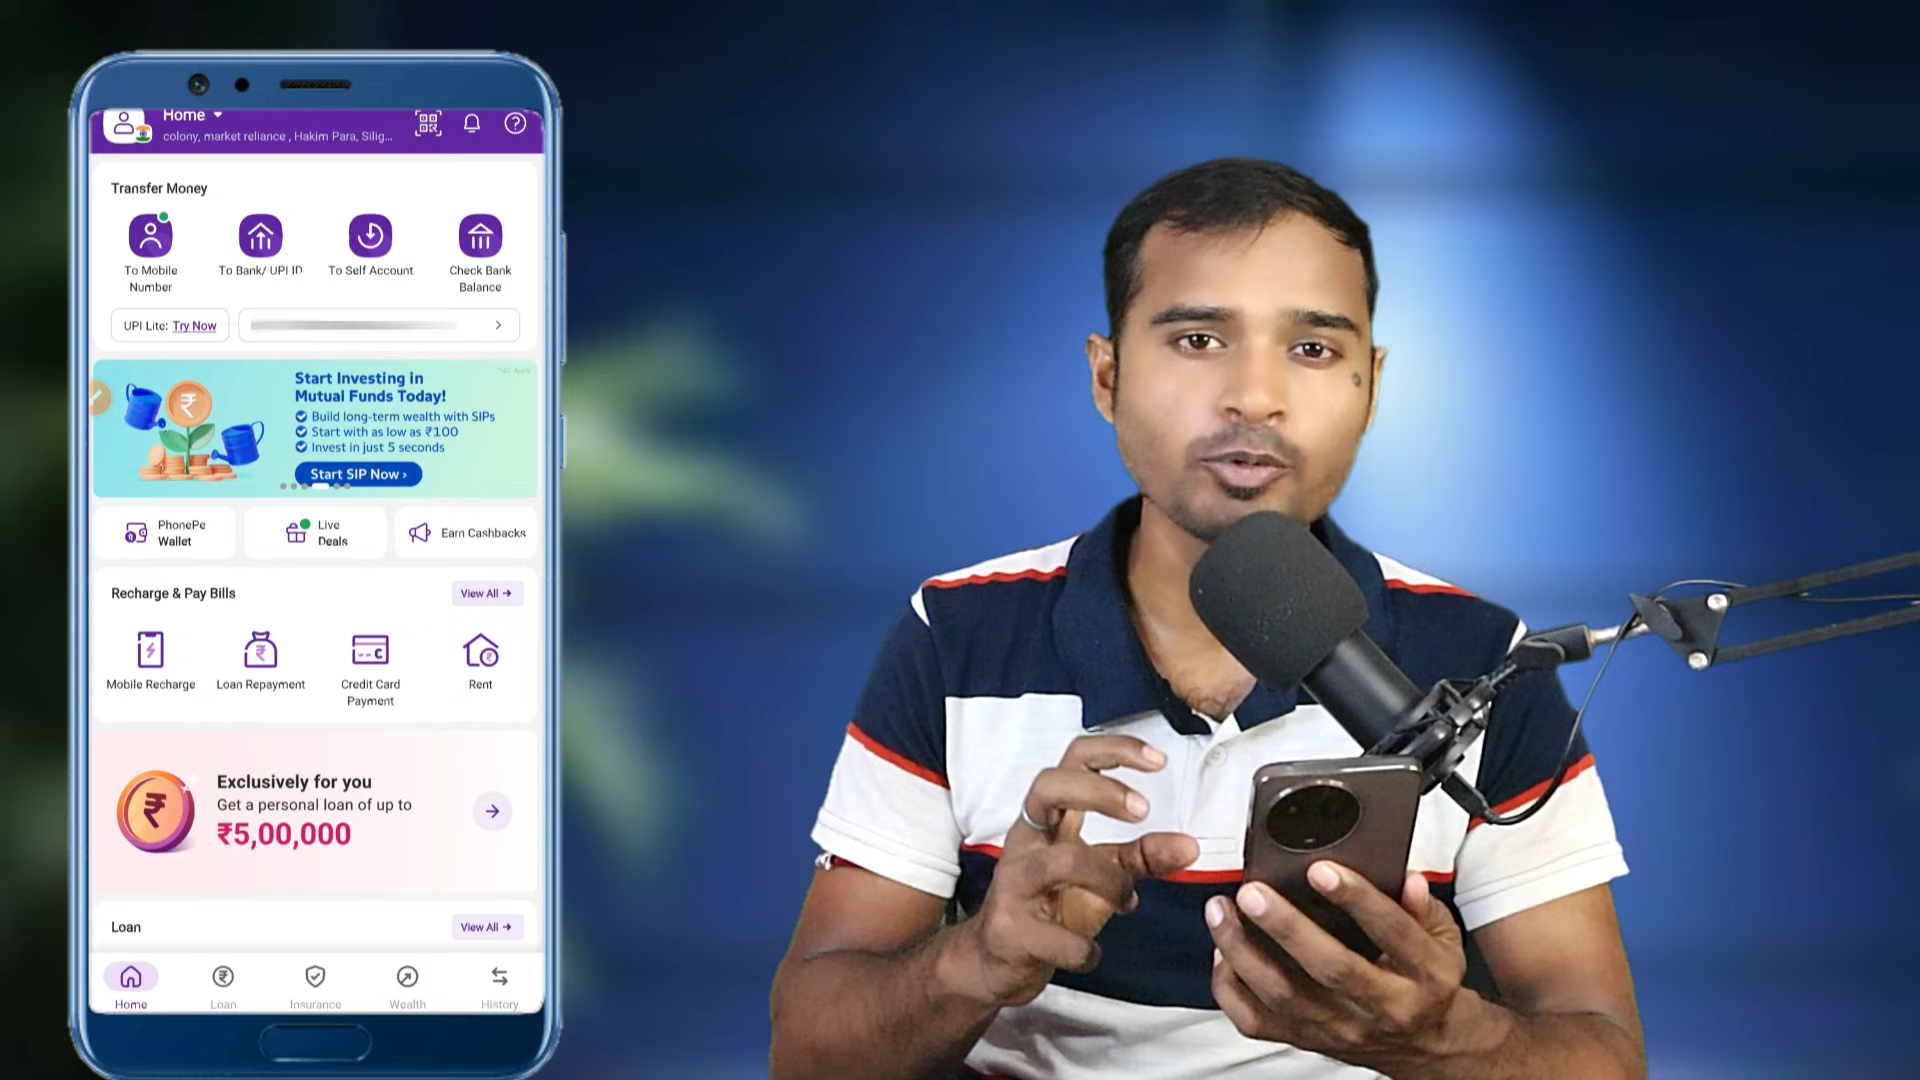 Home
colony, market reliance , Hakim Para, Silig...
Transfer Money
To Mobile
Number
To Bank/ UPI ID
To Self Account
Check Bank
Balance
UPI Lite: Try Now
*T&C Apply
Start Investing in
Mutual Funds Today!
Build long-term wealth with SIPs
Start with as low as ₹100
Invest in just 5 seconds
Start SIP Now ›
PhonePe
Wallet
Live
Deals
Earn Cashbacks
Recharge & Pay Bills
View All →
Mobile Recharge
Loan Repayment
Credit Card
Payment
Rent
Exclusively for you
Get a personal loan of up to
₹5,00,000
Loan
View All →
Home
Loan
Insurance
Wealth
History